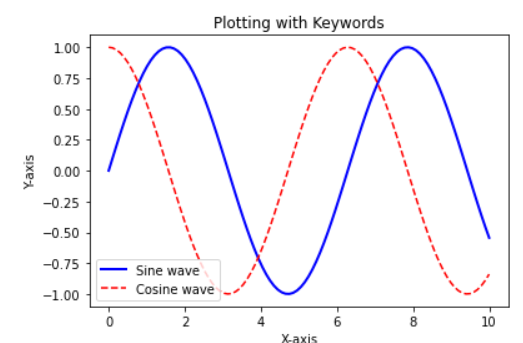 Plotting with Keywords
1.00
0.75
0.50
0.25
0.00
−0.25
−0.50
−0.75
−1.00
Y-axis
Sine wave
Cosine wave
0 2 4 6 8 10
X-axis